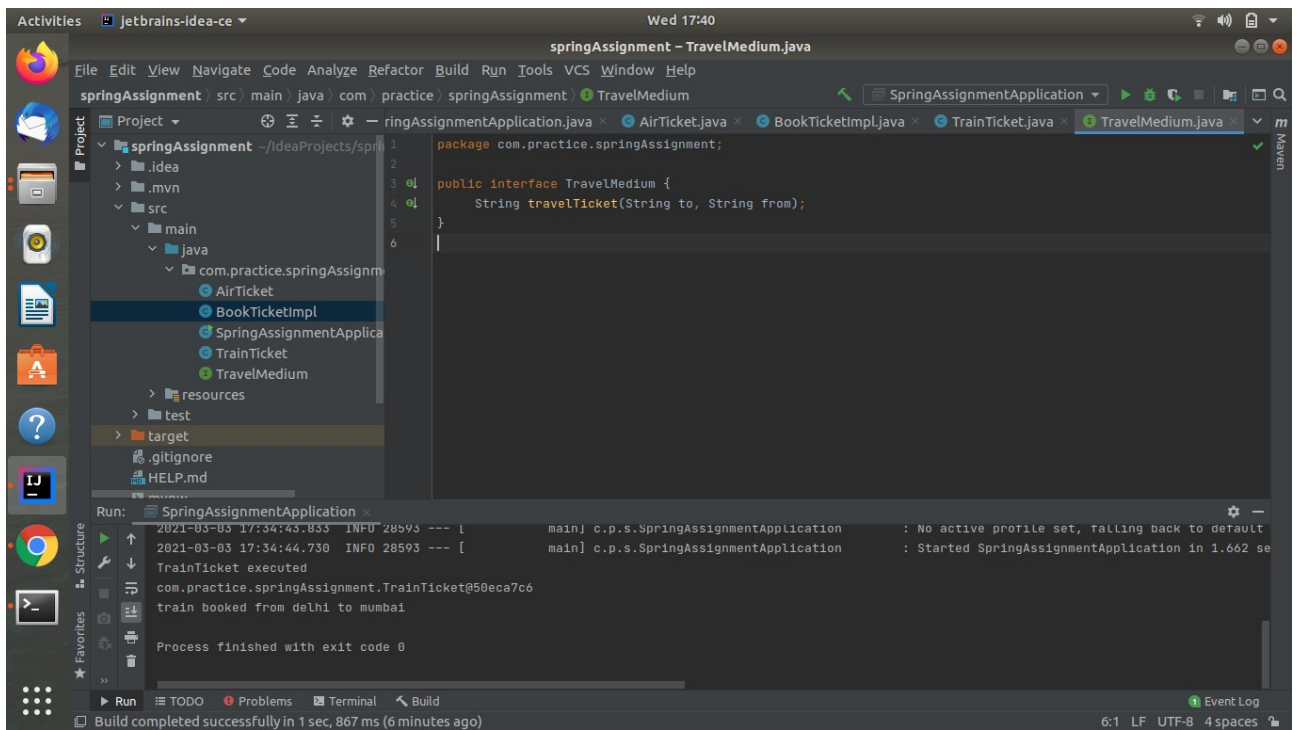 Activities jetbrains-idea-ce Wed 17:40
springAssignment – TravelMedium.java
File Edit View Navigate Code Analyze Refactor Build Run Tools VCS Window Help
springAssignment src main java com practice springAssignment TravelMedium SpringAssignmentApplication
Project ringAssignmentApplication.java AirTicket.java BookTicketImpl.java TrainTicket.java TravelMedium.java
Project
Maven
springAssignment ~/IdeaProjects/spri
.idea
.mvn
src
main
java
com.practice.springAssignm
AirTicket
BookTicketImpl
SpringAssignmentApplica
TrainTicket
TravelMedium
resources
test
target
.gitignore
HELP.md
1 package com.practice.springAssignment;
2
3 public interface TravelMedium {
4 String travelTicket(String to, String from);
5 }
6
Run: SpringAssignmentApplication
Structure
Favorites
2021-03-03 17:34:43.833 INFO 28593 --- [ main] c.p.s.SpringAssignmentApplication : No active profile set, falling back to default
2021-03-03 17:34:44.730 INFO 28593 --- [ main] c.p.s.SpringAssignmentApplication : Started SpringAssignmentApplication in 1.662 se
TrainTicket executed
com.practice.springAssignment.TrainTicket@50eca7c6
train booked from delhi to mumbai
Process finished with exit code 0
Run TODO Problems Terminal Build 1 Event Log
Build completed successfully in 1 sec, 867 ms (6 minutes ago) 6:1 LF UTF-8 4 spaces